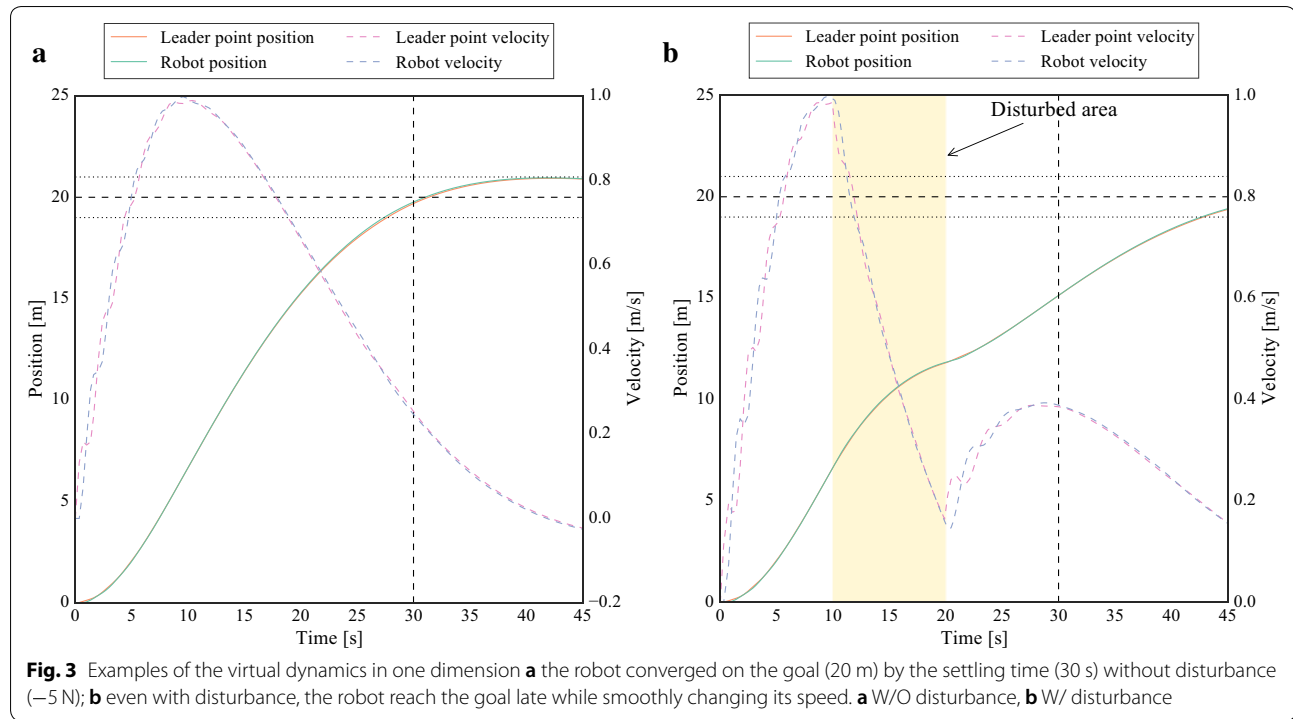 a
Leader point position
Robot position
Leader point velocity
Robot velocity
25
20
15
10
5
0
Position [m]
1.0
0.8
0.6
0.4
0.2
0.0
−0.2
Velocity [m/s]
0 5 10 15 20 25 30 35 40 45
Time [s]
b
Leader point position
Robot position
Leader point velocity
Robot velocity
Disturbed area
25
20
15
10
5
0
Position [m]
1.0
0.8
0.6
0.4
0.2
0.0
Velocity [m/s]
0 5 10 15 20 25 30 35 40 45
Time [s]
Fig. 3 Examples of the virtual dynamics in one dimension a the robot converged on the goal (20 m) by the settling time (30 s) without disturbance
(−5 N); b even with disturbance, the robot reach the goal late while smoothly changing its speed. a W/O disturbance, b W/ disturbance